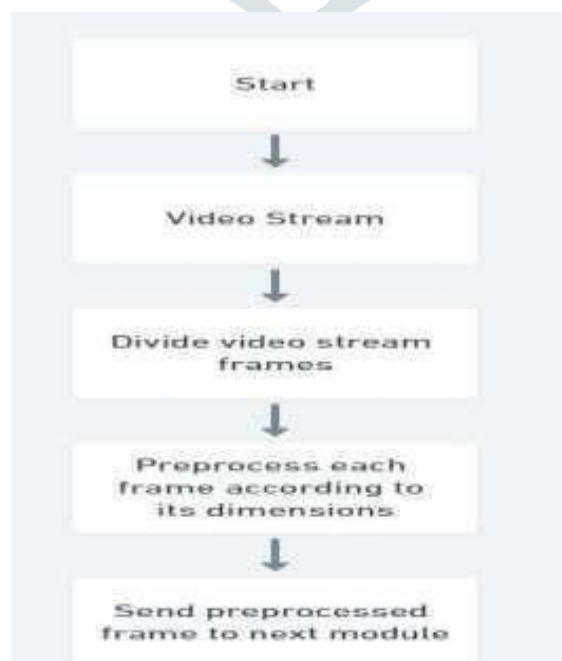 Start
Video Stream
Divide video stream
frames
Preprocess each
frame according to
its dimensions
Send preprocessed
frame to next module